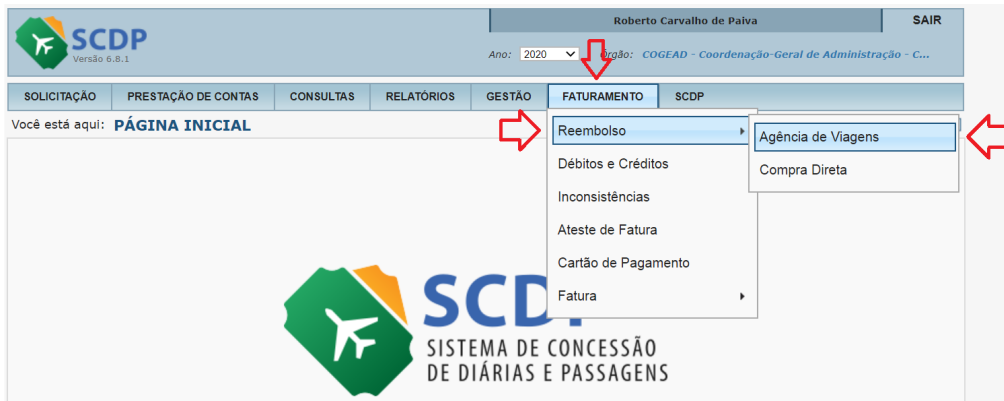 Roberto Carvalho de Paiva
SAIR
SCDP
Versão 6.8.1
Ano: 2020
Órgão: COGEAD - Coordenação-Geral de Administração - C...
SOLICITAÇÃO PRESTAÇÃO DE CONTAS CONSULTAS RELATÓRIOS GESTÃO FATURAMENTO SCDP
Você está aqui: PÁGINA INICIAL
Reembolso
Agência de Viagens
Débitos e Créditos
Compra Direta
Inconsistências
Ateste de Fatura
Cartão de Pagamento
Fatura
SCDP
SISTEMA DE CONCESSÃO
DE DIÁRIAS E PASSAGENS